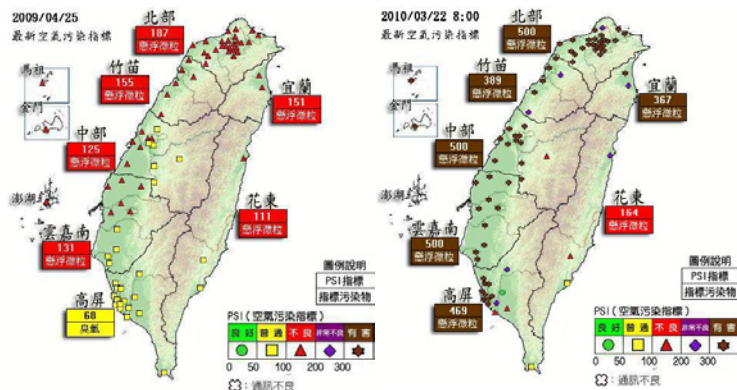 2009/04/25
最新空氣污染指標
北部
187
懸浮微粒
馬祖
竹苗
155
懸浮微粒
宜蘭
151
懸浮微粒
金門
中部
125
懸浮微粒
澎湖
花東
111
懸浮微粒
雲嘉南
131
懸浮微粒
圖例說明
PSI指標
指標污染物
高屏
68
臭氧
PSI(空氣污染指標)
良好 普通 不良 非常不良 有害
0 50 100 200 300
:通訊不良
2010/03/22 8:00
最新空氣污染指標
北部
500
懸浮微粒
馬祖
竹苗
389
懸浮微粒
宜蘭
367
懸浮微粒
金門
中部
500
懸浮微粒
澎湖
花東
164
懸浮微粒
雲嘉南
500
懸浮微粒
圖例說明
PSI指標
指標污染物
高屏
469
懸浮微粒
PSI(空氣污染指標)
良好 普通 不良 非常不良 有害
0 50 100 200 300
:通訊不良